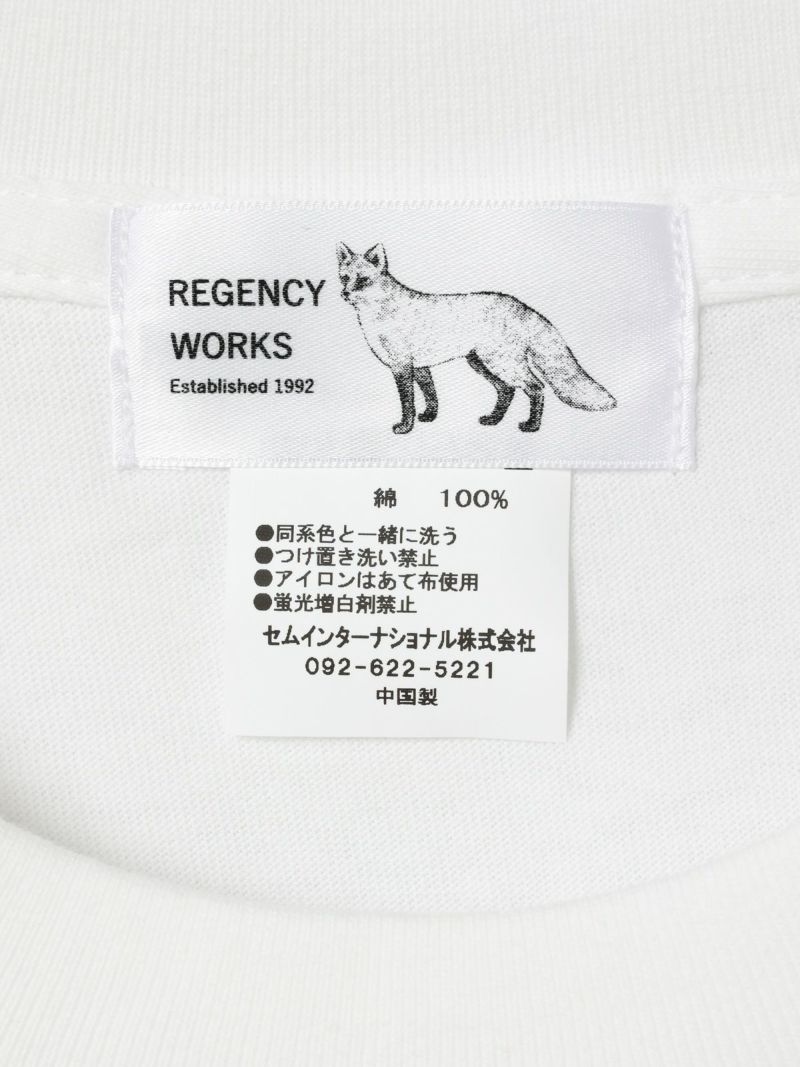 REGENCY
WORKS
Established 1992
綿 100%
●同系色と一緒に洗う
●つけ置き洗い禁止
●アイロンはあて布使用
●蛍光増白剤禁止
セムインターナショナル株式会社
092-622-5221
中国製